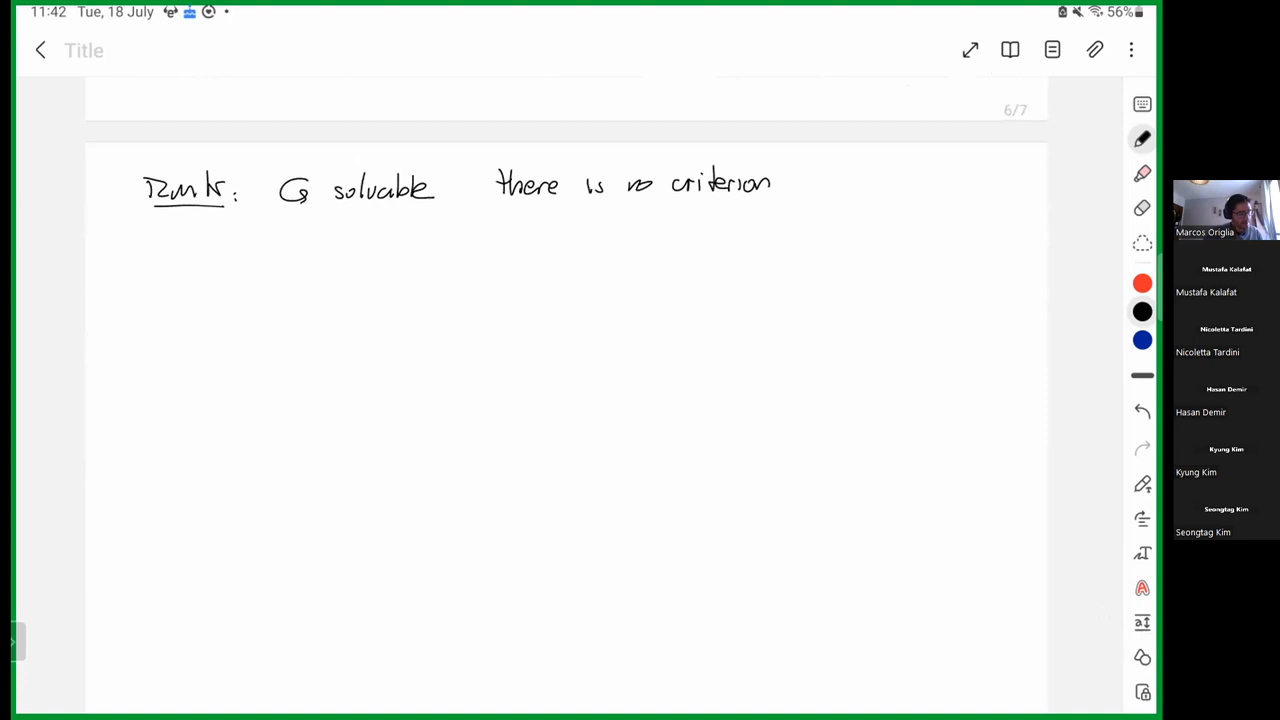 11:42 Tue, 18 July
56%
Title
6/7
Rmk: G solvable there is no criterion
Marcos Origlia
Mustafa Kalafat
Mustafa Kalafat
Nicoletta Tardini
Nicoletta Tardini
Hasan Demir
Hasan Demir
Kyung Kim
Kyung Kim
Seongtag Kim
Seongtag Kim